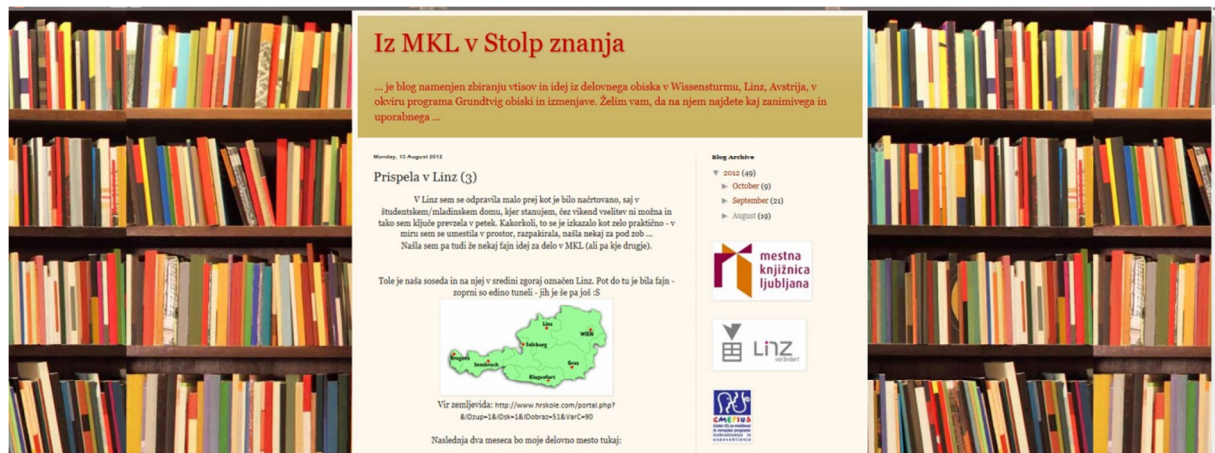 Iz MKL v Stolp znanja
... je blog namenjen zbiranju vtisov in idej iz delovnega obiska v Wissensturmu, Linz, Avstrija, v
okviru programa Grundtvig obiski in izmenjave. Želim vam, da na njem najdete kaj zanimivega in
uporabnega ...
Monday, 13 August 2012
Prispela v Linz (3)
V Linz sem se odpravila malo prej kot je bilo načrtovano, saj v
študentskem/mladinskem domu, kjer stanujem, čez vikend vselitev ni možna in
tako sem ključe prevzela v petek. Kakorkoli, to se je izkazalo kot zelo praktično - v
miru sem se umestila v prostor, razpakirala, našla nekaj za pod zob ...
Našla sem pa tudi že nekaj fajn idej za delo v MKL (ali pa kje drugje).
Tole je naša soseda in na njej v sredini zgoraj označen Linz. Pot do tu je bila fajn -
zoprni so edino tuneli - jih je še pa još :S
Linz
WIEN
Salzburg
Bregenz
Innsbruck
Graz
Klagenfurt
Vir zemljevida: http://www.hrskole.com/portal.php?
&IDzup=1&IDsk=1&IDobraz=51&VarC=90
Naslednja dva meseca bo moje delovno mesto tukaj:
Blog Archive
▼ 2012 (49)
► October (9)
► September (21)
► August (19)
mestna
knjižnica
ljubljana
Linz
verändert
CMEPIUS